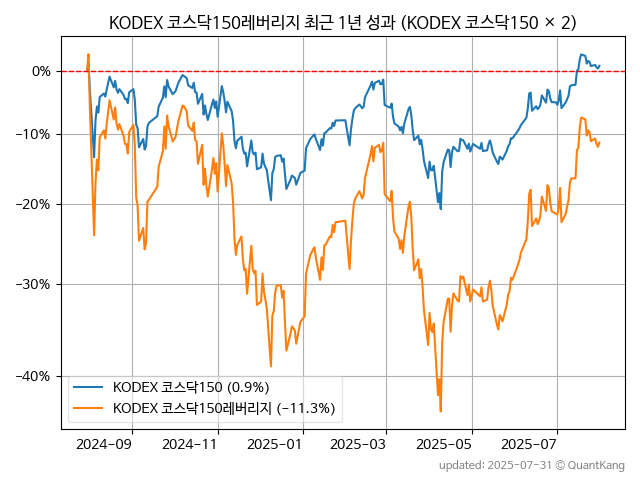 KODEX 코스닥150레버리지 최근 1년 성과 (KODEX 코스닥150 × 2)
0%
−10%
−20%
−30%
−40%
KODEX 코스닥150 (0.9%)
KODEX 코스닥150레버리지 (−11.3%)
2024−09 2024−11 2025−01 2025−03 2025−05 2025−07
updated: 2025-07-31 © QuantKang